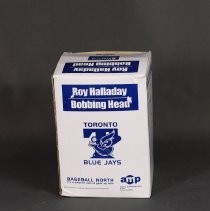 Roy Halladay
Bobbing Head
Roy Halladay
Bobbing Head
TORONTO
BLUE JAYS
BASEBALL NORTH
amp